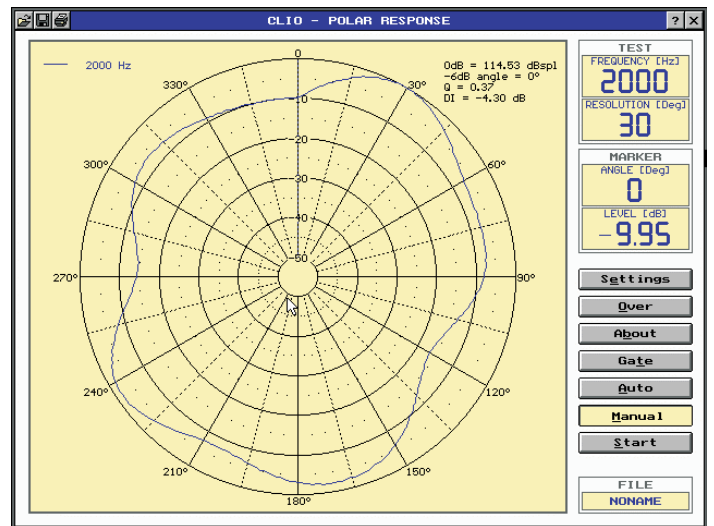 CLIO - POLAR RESPONSE
? X
2000 Hz
0dB = 114.53 dBspl
-6dB angle = 0°
Q = 0.37
DI = -4.30 dB
0
330°
30°
-10
300°
-20
60°
-30
-40
-50
270°
90°
240°
120°
210°
150°
180°
TEST
FREQUENCY [Hz]
2000
RESOLUTION [Deg]
30
MARKER
ANGLE [Deg]
0
LEVEL [dB]
-9.95
Settings
Over
About
Gate
Auto
Manual
Start
FILE
NONAME